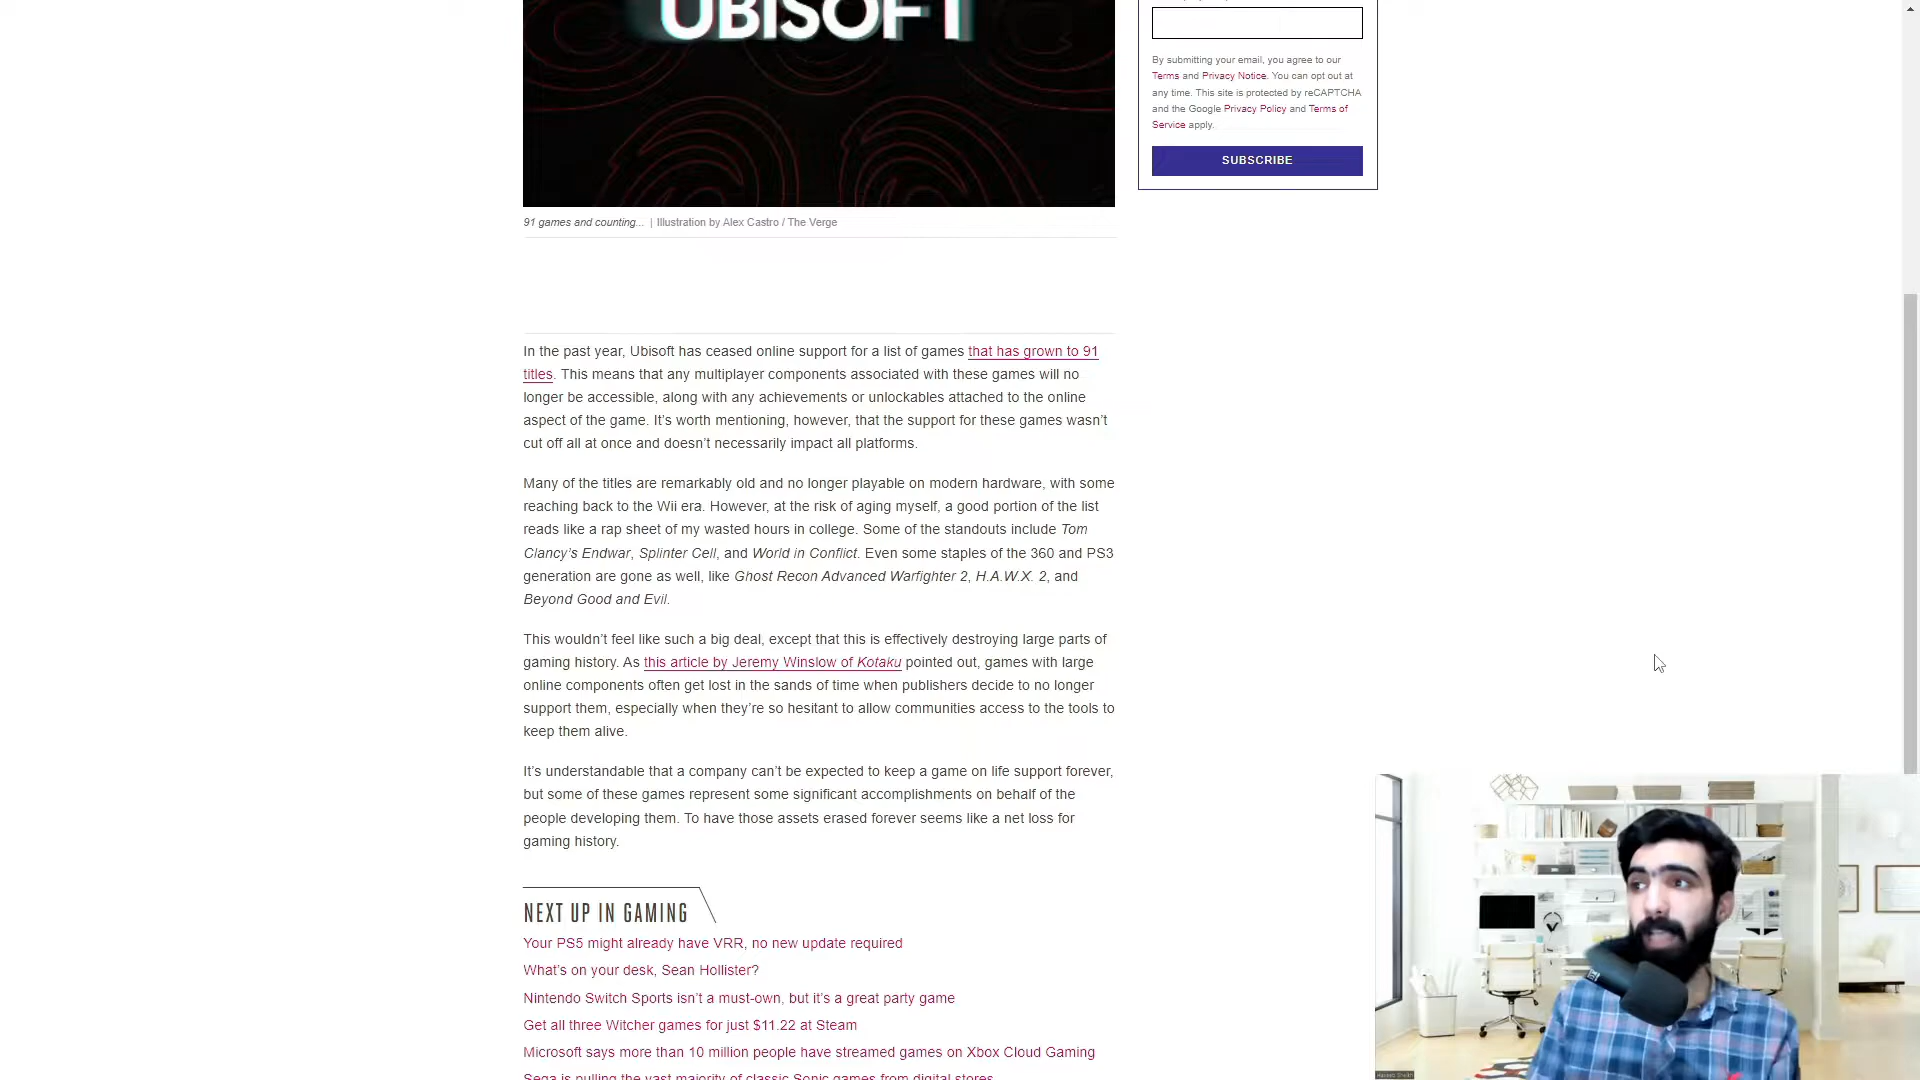 UBISOFT
By submitting your email, you agree to our
Terms and Privacy Notice. You can opt out at
any time. This site is protected by reCAPTCHA
and the Google Privacy Policy and Terms of
Service apply.
SUBSCRIBE
91 games and counting... | Illustration by Alex Castro / The Verge
In the past year, Ubisoft has ceased online support for a list of games that has grown to 91
titles. This means that any multiplayer components associated with these games will no
longer be accessible, along with any achievements or unlockables attached to the online
aspect of the game. It’s worth mentioning, however, that the support for these games wasn’t
cut off all at once and doesn’t necessarily impact all platforms.
Many of the titles are remarkably old and no longer playable on modern hardware, with some
reaching back to the Wii era. However, at the risk of aging myself, a good portion of the list
reads like a rap sheet of my wasted hours in college. Some of the standouts include Tom
Clancy’s Endwar, Splinter Cell, and World in Conflict. Even some staples of the 360 and PS3
generation are gone as well, like Ghost Recon Advanced Warfighter 2, H.A.W.X. 2, and
Beyond Good and Evil.
This wouldn’t feel like such a big deal, except that this is effectively destroying large parts of
gaming history. As this article by Jeremy Winslow of Kotaku pointed out, games with large
online components often get lost in the sands of time when publishers decide to no longer
support them, especially when they’re so hesitant to allow communities access to the tools to
keep them alive.
It’s understandable that a company can’t be expected to keep a game on life support forever,
but some of these games represent some significant accomplishments on behalf of the
people developing them. To have those assets erased forever seems like a net loss for
gaming history.
NEXT UP IN GAMING
Your PS5 might already have VRR, no new update required
What’s on your desk, Sean Hollister?
Nintendo Switch Sports isn’t a must-own, but it’s a great party game
Get all three Witcher games for just $11.22 at Steam
Microsoft says more than 10 million people have streamed games on Xbox Cloud Gaming
Sega is pulling the vast majority of classic Sonic games from digital stores